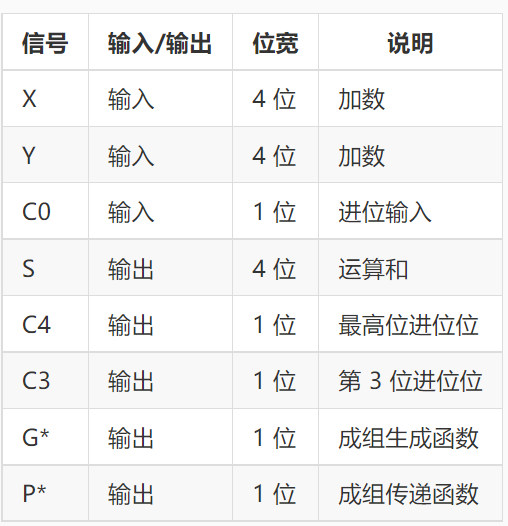 信号 输入/输出 位宽 说明
X 输入 4 位 加数
Y 输入 4 位 加数
C0 输入 1 位 进位输入
S 输出 4 位 运算和
C4 输出 1 位 最高位进位位
C3 输出 1 位 第 3 位进位位
G* 输出 1 位 成组生成函数
P* 输出 1 位 成组传递函数